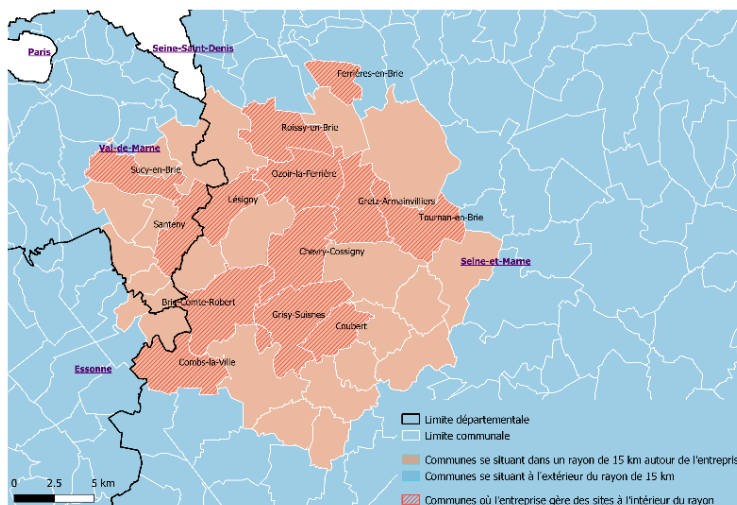 Paris
Seine-Saint-Denis
Ferrières-en-Brie
Roissy-en-Brie
Val-de-Marne
Sucy-en-Brie
Ozoir-la-Ferrière
Lésigny
Gretz-Armainvilliers
Tournan-en-Brie
Santeny
Chevry-Cossigny
Seine-et-Marne
Brie-Comte-Robert
Grisy-Suisnes
Coubert
Combs-la-Ville
Essonne
Limite départementale
Limite communale
Communes se situant dans un rayon de 15 km autour de l'entrepris
Communes se situant à l'extérieur du rayon de 15 km
Communes où l'entreprise gère des sites à l'intérieur du rayon
0 2.5 5 km